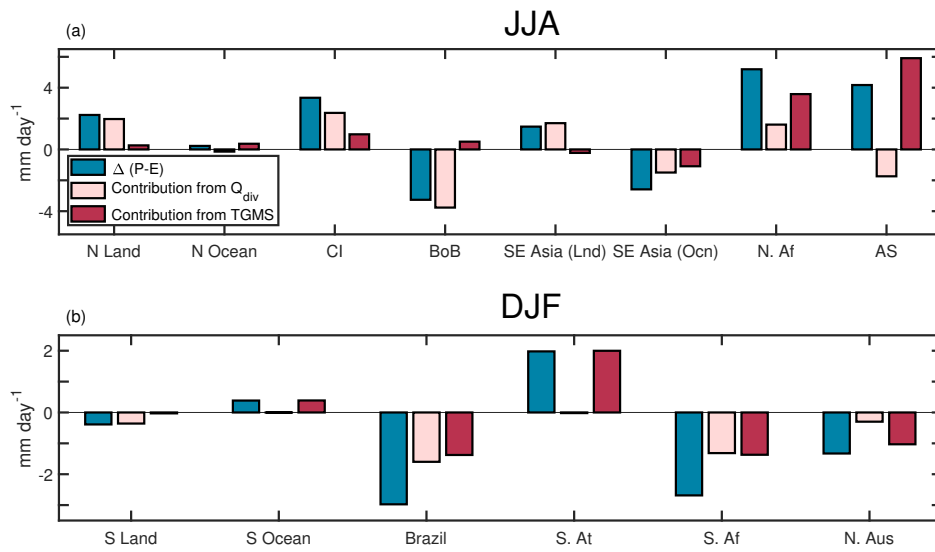 JJA
(a)
mm day-1
4
0
-4
Δ (P-E)
Contribution from Qdiv
Contribution from TGMS
N Land N Ocean CI BoB SE Asia (Lnd) SE Asia (Ocn) N. Af AS
DJF
(b)
mm day-1
2
0
-2
S Land S Ocean Brazil S. At S. Af N. Aus